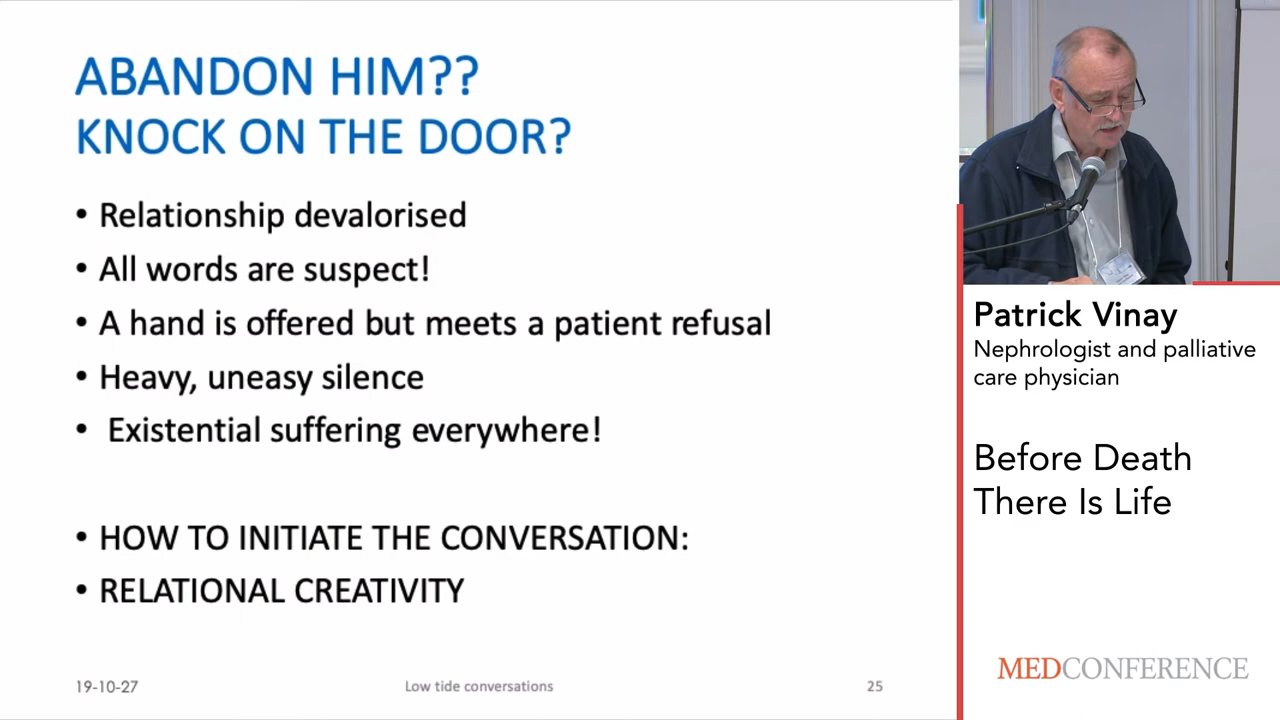 ABANDON HIM??
KNOCK ON THE DOOR?
• Relationship devalorised
• All words are suspect!
• A hand is offered but meets a patient refusal
• Heavy, uneasy silence
• Existential suffering everywhere!
• HOW TO INITIATE THE CONVERSATION:
• RELATIONAL CREATIVITY
19-10-27
Low tide conversations
25
Patrick Vinay
Nephrologist and palliative
care physician
Before Death
There Is Life
MEDCONFERENCE